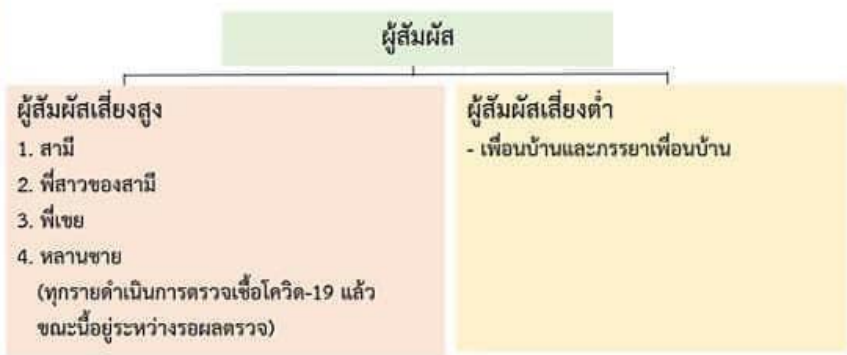 ผู้สัมผัส
ผู้สัมผัสเสี่ยงสูง
1. สามี
2. พี่สาวของสามี
3. พี่เขย
4. หลานชาย
(ทุกรายดำเนินการตรวจเชื้อโควิด-19 แล้ว
ขณะนี้อยู่ระหว่างรอผลตรวจ)
ผู้สัมผัสเสี่ยงต่ำ
- เพื่อนบ้านและภรรยาเพื่อนบ้าน